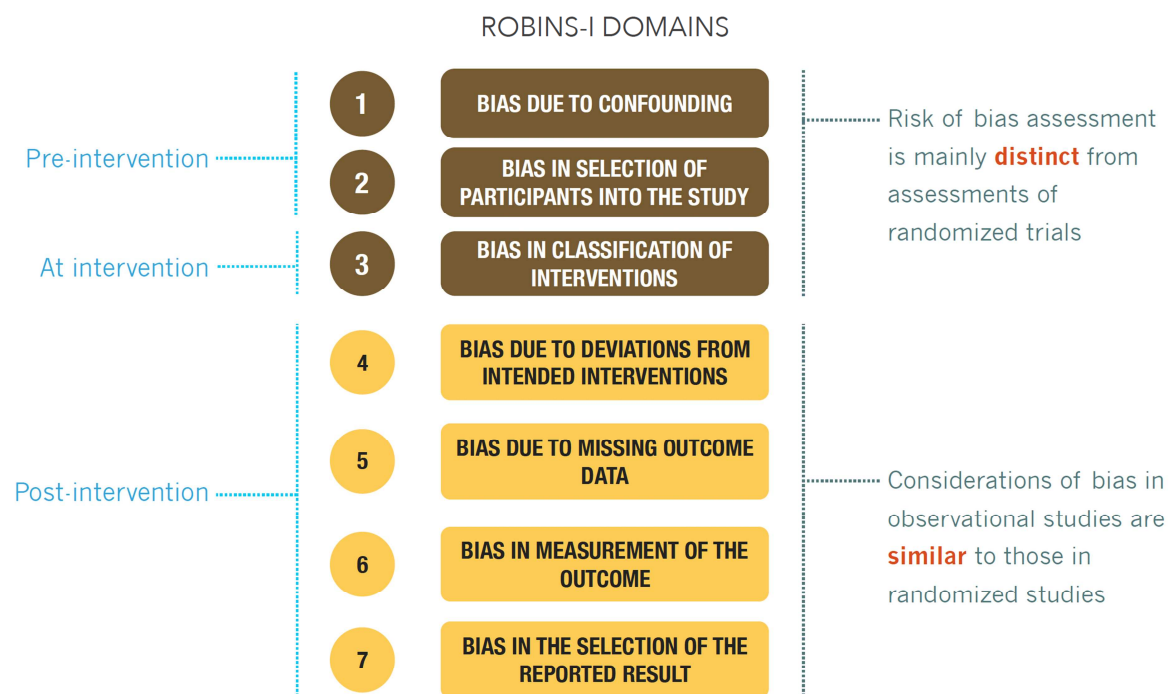 ROBINS-I DOMAINS
Pre-intervention
1
BIAS DUE TO CONFOUNDING
2
BIAS IN SELECTION OF
PARTICIPANTS INTO THE STUDY
At intervention
3
BIAS IN CLASSIFICATION OF
INTERVENTIONS
Risk of bias assessment
is mainly distinct from
assessments of
randomized trials
Post-intervention
4
BIAS DUE TO DEVIATIONS FROM
INTENDED INTERVENTIONS
5
BIAS DUE TO MISSING OUTCOME
DATA
6
BIAS IN MEASUREMENT OF THE
OUTCOME
7
BIAS IN THE SELECTION OF THE
REPORTED RESULT
Considerations of bias in
observational studies are
similar to those in
randomized studies